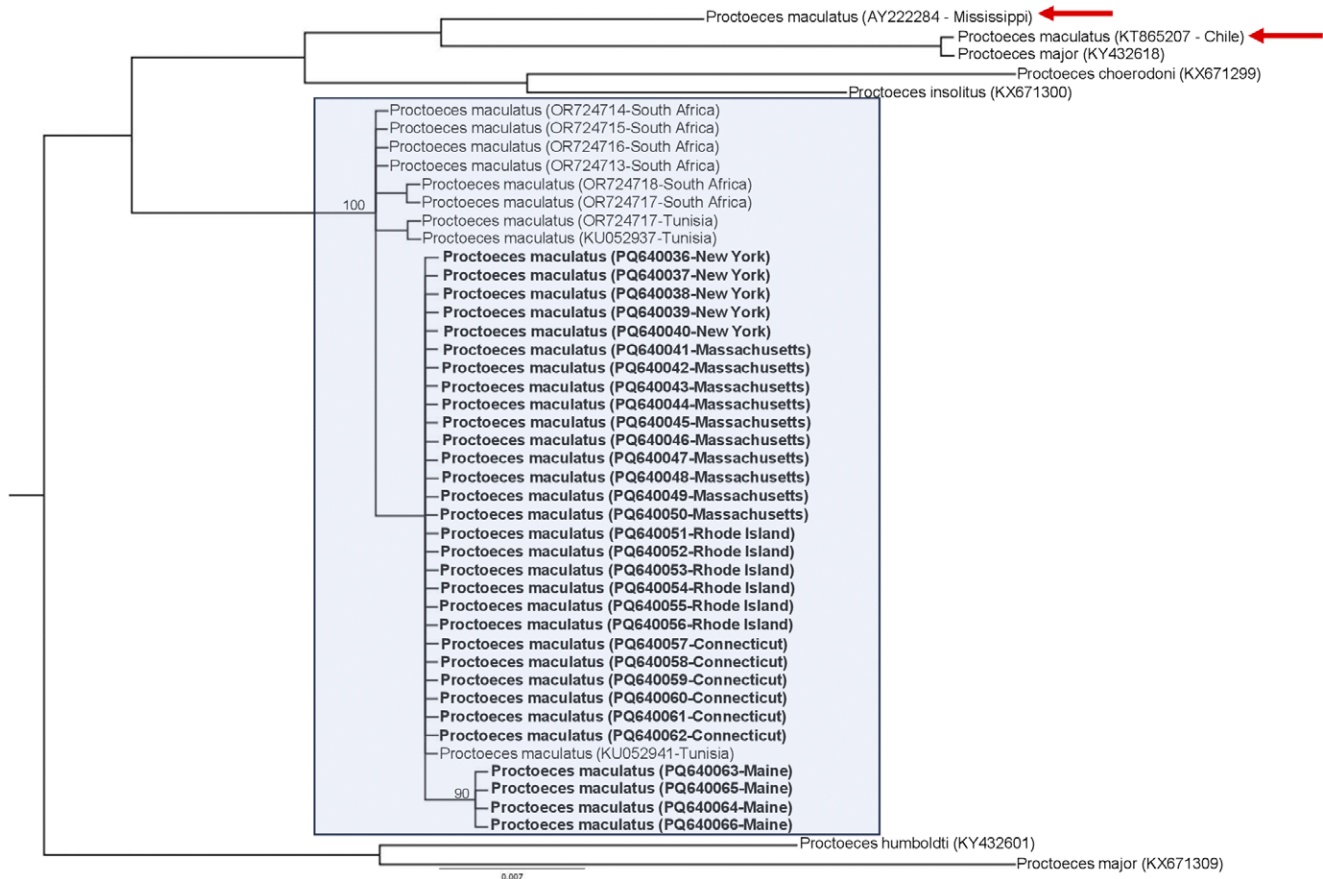 Proctoeces maculatus (AY222284 - Mississippi)
Proctoeces maculatus (KT865207 - Chile)
Proctoeces major (KY432618)
Proctoeces choerodoni (KX671299)
Proctoeces insolitus (KX671300)
Proctoeces maculatus (OR724714-South Africa)
Proctoeces maculatus (OR724715-South Africa)
Proctoeces maculatus (OR724716-South Africa)
Proctoeces maculatus (OR724713-South Africa)
Proctoeces maculatus (OR724718-South Africa)
100
Proctoeces maculatus (OR724717-South Africa)
Proctoeces maculatus (OR724717-Tunisia)
Proctoeces maculatus (KU052937-Tunisia)
Proctoeces maculatus (PQ640036-New York)
Proctoeces maculatus (PQ640037-New York)
Proctoeces maculatus (PQ640038-New York)
Proctoeces maculatus (PQ640039-New York)
Proctoeces maculatus (PQ640040-New York)
Proctoeces maculatus (PQ640041-Massachusetts)
Proctoeces maculatus (PQ640042-Massachusetts)
Proctoeces maculatus (PQ640043-Massachusetts)
Proctoeces maculatus (PQ640044-Massachusetts)
Proctoeces maculatus (PQ640045-Massachusetts)
Proctoeces maculatus (PQ640046-Massachusetts)
Proctoeces maculatus (PQ640047-Massachusetts)
Proctoeces maculatus (PQ640048-Massachusetts)
Proctoeces maculatus (PQ640049-Massachusetts)
Proctoeces maculatus (PQ640050-Massachusetts)
Proctoeces maculatus (PQ640051-Rhode Island)
Proctoeces maculatus (PQ640052-Rhode Island)
Proctoeces maculatus (PQ640053-Rhode Island)
Proctoeces maculatus (PQ640054-Rhode Island)
Proctoeces maculatus (PQ640055-Rhode Island)
Proctoeces maculatus (PQ640056-Rhode Island)
Proctoeces maculatus (PQ640057-Connecticut)
Proctoeces maculatus (PQ640058-Connecticut)
Proctoeces maculatus (PQ640059-Connecticut)
Proctoeces maculatus (PQ640060-Connecticut)
Proctoeces maculatus (PQ640061-Connecticut)
Proctoeces maculatus (PQ640062-Connecticut)
Proctoeces maculatus (KU052941-Tunisia)
Proctoeces maculatus (PQ640063-Maine)
90
Proctoeces maculatus (PQ640065-Maine)
Proctoeces maculatus (PQ640064-Maine)
Proctoeces maculatus (PQ640066-Maine)
Proctoeces humboldti (KY432601)
Proctoeces major (KX671309)
0.007